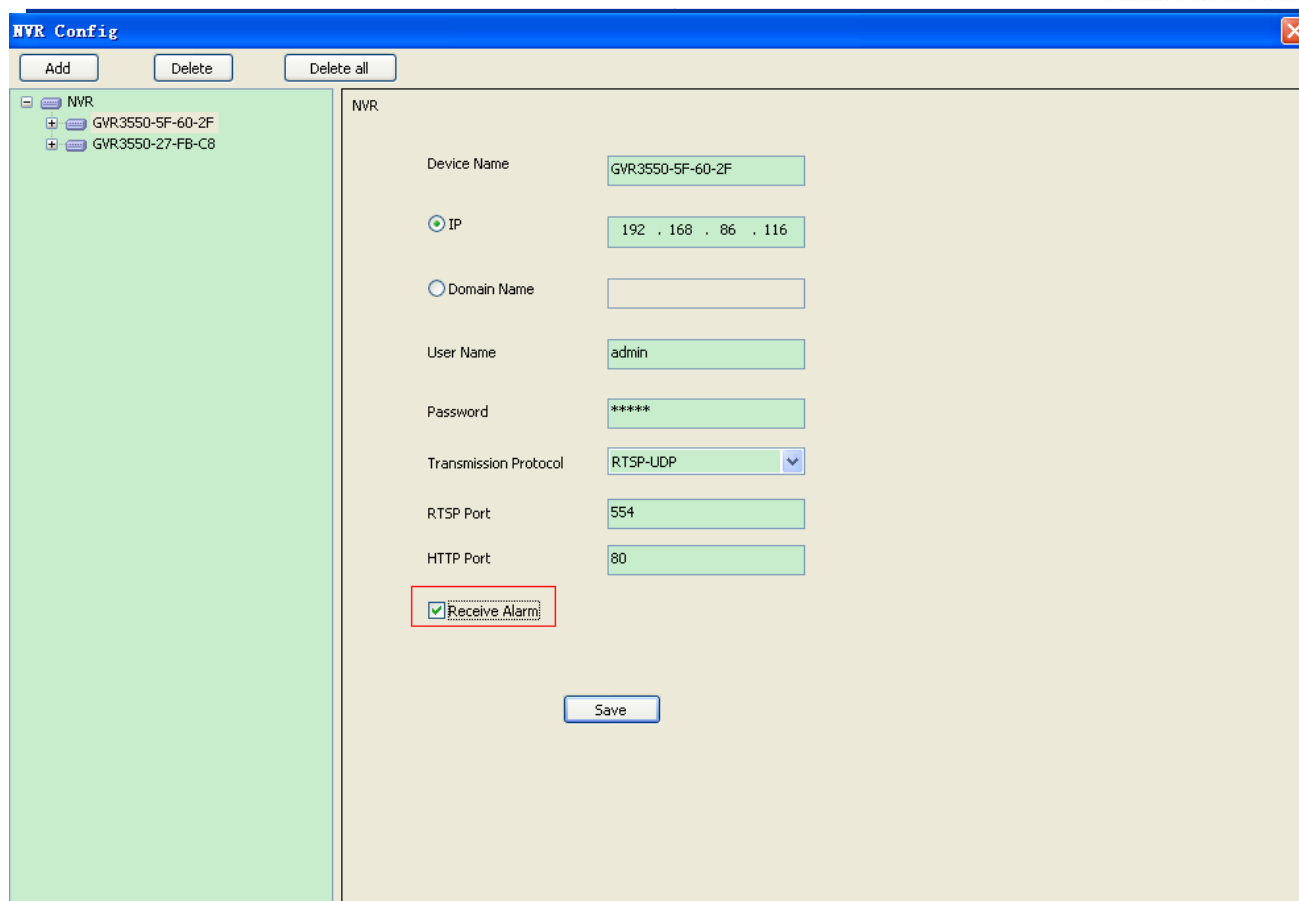 NVR Config
Add Delete Delete all
NVR
GVR3550-5F-60-2F
GVR3550-27-FB-C8
NVR
Device Name GVR3550-5F-60-2F
IP 192 . 168 . 86 . 116
Domain Name
User Name admin
Password *****
Transmission Protocol RTSP-UDP
RTSP Port 554
HTTP Port 80
Receive Alarm
Save